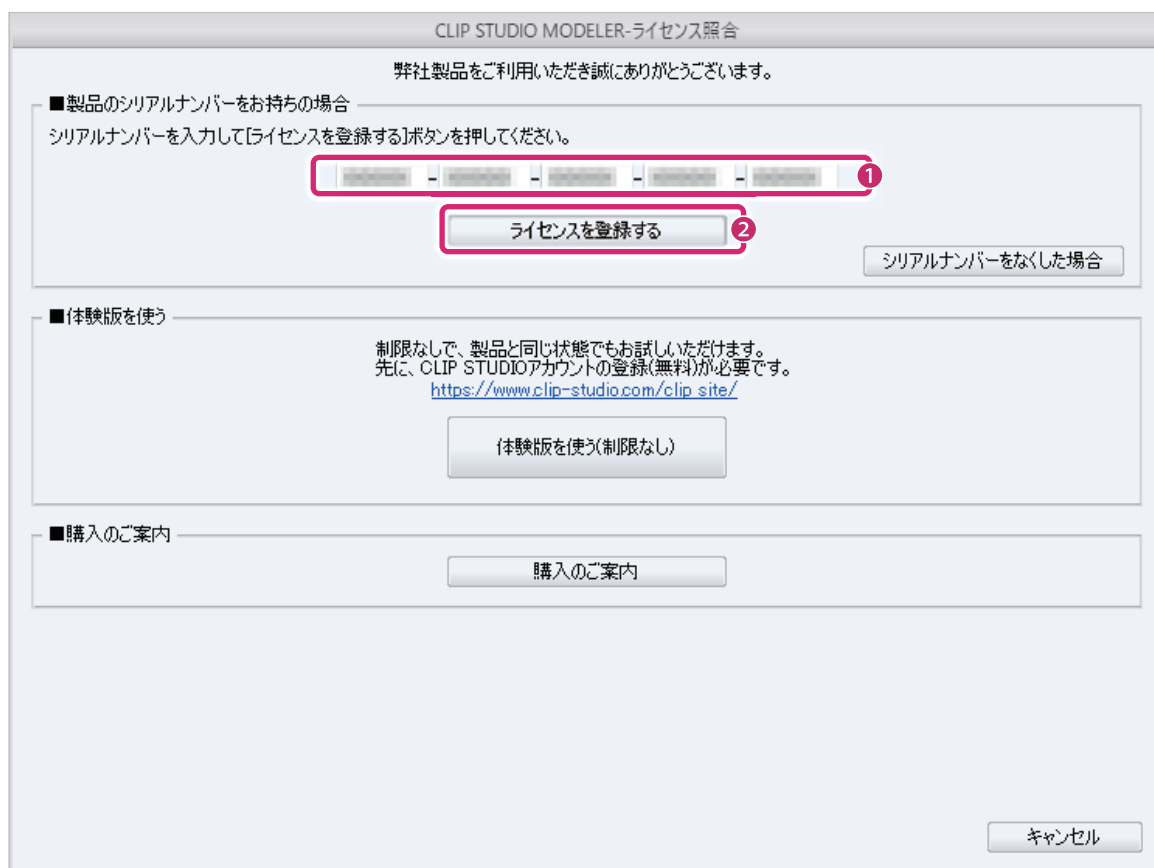 CLIP STUDIO MODELER-ライセンス照合
弊社製品をご利用いただき誠にありがとうございます。
■製品のシリアルナンバーをお持ちの場合
シリアルナンバーを入力して[ライセンスを登録する]ボタンを押してください。
- - - - 1
ライセンスを登録する 2
シリアルナンバーをなくした場合
■体験版を使う
制限なしで、製品と同じ状態でもお試しいただけます。
先に、CLIP STUDIOアカウントの登録(無料)が必要です。
https://www.clip-studio.com/clip_site/
体験版を使う(制限なし)
■購入のご案内
購入のご案内
キャンセル